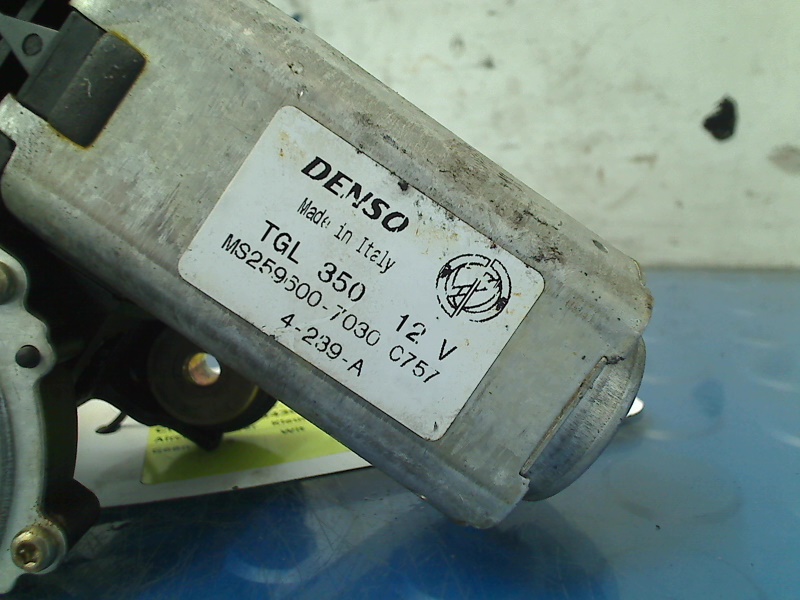 DENSO
Made in Italy
TGL 350 12 V
MS259600-7030 C757
4-239-A